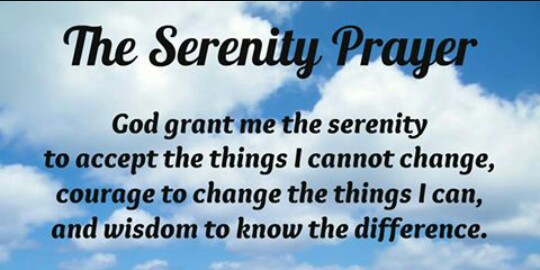 The Serenity Prayer
God grant me the serenity
to accept the things I cannot change,
courage to change the things I can,
and wisdom to know the difference.